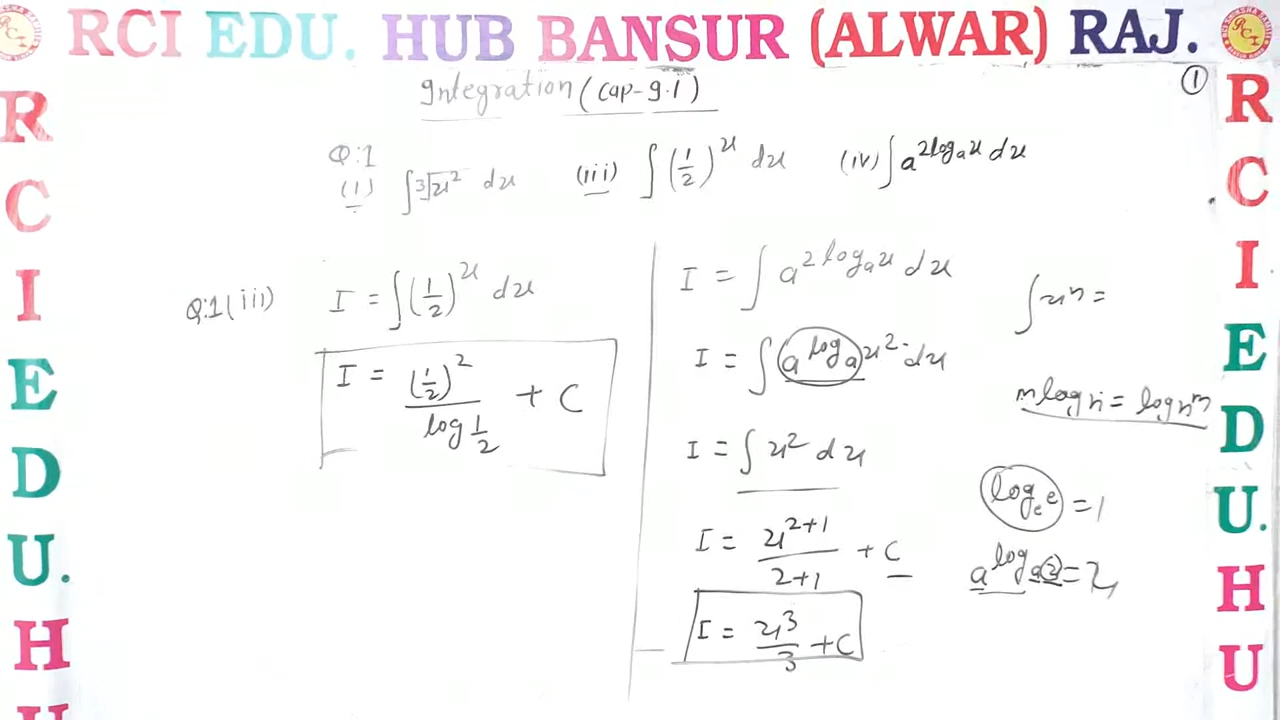 RCI EDU. HUB BANSUR (ALWAR) RAJ.
Integration (Cap-9.1)
①
Q:1
(i) ∫ ∛x² dx (iii) ∫ (1/2)^x dx (iv) ∫ a^(2logₐx) dx
Q:1(iii) I = ∫ (1/2)^x dx
I = (1/2)^2 / log 1/2 + C
I = ∫ a^(2 logₐx) dx
I = ∫ a^(logₐ x²) dx
I = ∫ x² dx
I = x^(2+1) / 2+1 + C
I = x³/3 + C
∫ xⁿ =
m log n = log n^m
logₑe = 1
R
C
I
E
D
U.
H
R
C
I
E
D
U.
H
U